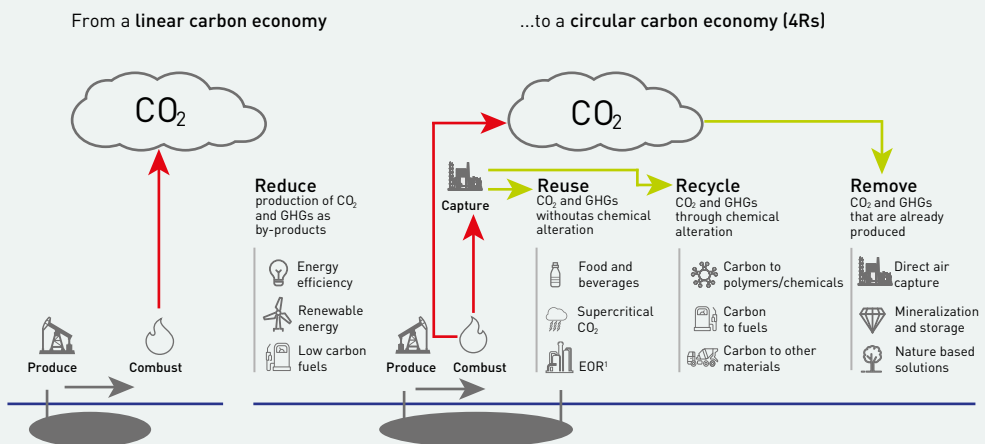 From a linear carbon economy
CO₂
Produce
Combust
...to a circular carbon economy (4Rs)
CO₂
Reduce
production of CO₂
and GHGs as
by-products
Energy
efficiency
Renewable
energy
Low carbon
fuels
Capture
Produce
Combust
Reuse
CO₂ and GHGs
withoutas chemical
alteration
Food and
beverages
Supercritical
CO₂
EOR¹
Recycle
CO₂ and GHGs
through chemical
alteration
Carbon to
polymers/chemicals
Carbon
to fuels
Carbon to other
materials
Remove
CO₂ and GHGs
that are already
produced
Direct air
capture
Mineralization
and storage
Nature based
solutions